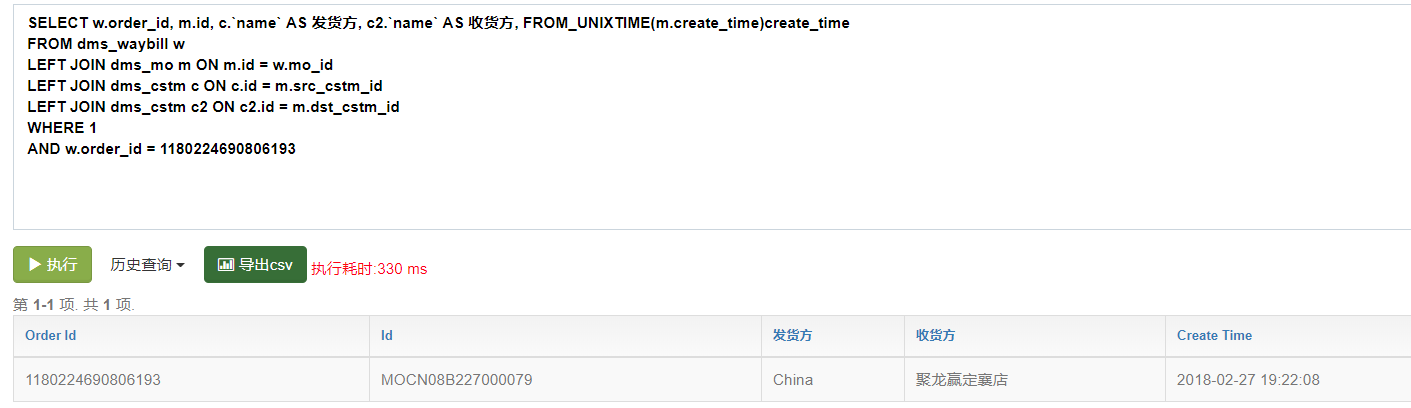 SELECT w.order_id, m.id, c.`name` AS 发货方, c2.`name` AS 收货方, FROM_UNIXTIME(m.create_time)create_time
FROM dms_waybill w
LEFT JOIN dms_mo m ON m.id = w.mo_id
LEFT JOIN dms_cstm c ON c.id = m.src_cstm_id
LEFT JOIN dms_cstm c2 ON c2.id = m.dst_cstm_id
WHERE 1
AND w.order_id = 1180224690806193
执行 历史查询 导出csv 执行耗时:330 ms
第 1-1 项. 共 1 项.
Order Id Id 发货方 收货方 Create Time
1180224690806193 MOCN08B227000079 China 聚龙赢定襄店 2018-02-27 19:22:08